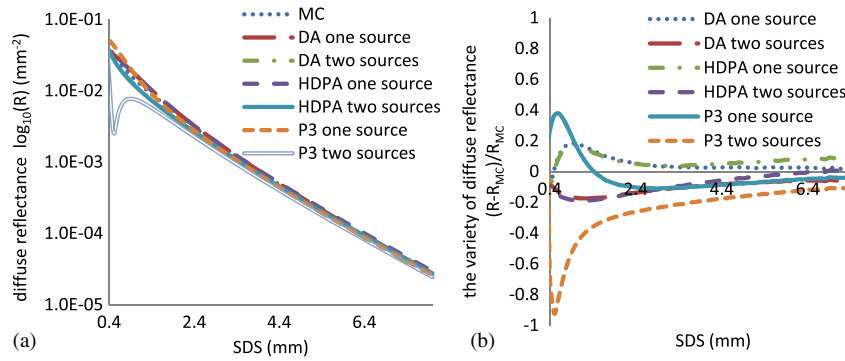 diffuse reflectance log10(R) (mm-2)
1.0E-01
1.0E-02
1.0E-03
1.0E-04
1.0E-05
0.4
2.4
4.4
6.4
SDS (mm)
MC
DA one source
DA two sources
HDPA one source
HDPA two sources
P3 one source
P3 two sources
(a)
the variety of diffuse reflectance
(R-RMC)/RMC
1
0.8
0.6
0.4
0.2
0
-0.2
-0.4
-0.6
-0.8
-1
0.4
2.4
4.4
6.4
SDS (mm)
DA one source
DA two sources
HDPA one source
HDPA two sources
P3 one source
P3 two sources
(b)